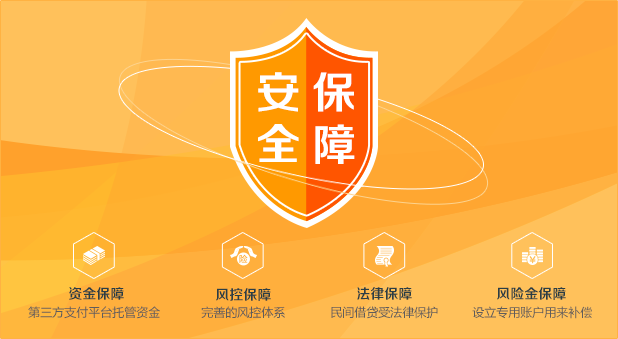 安保
全障
资金保障
第三方支付平台托管资金
险
风控保障
完善的风控体系
法律保障
民间借贷受法律保护
¥
风险金保障
设立专用账户用来补偿